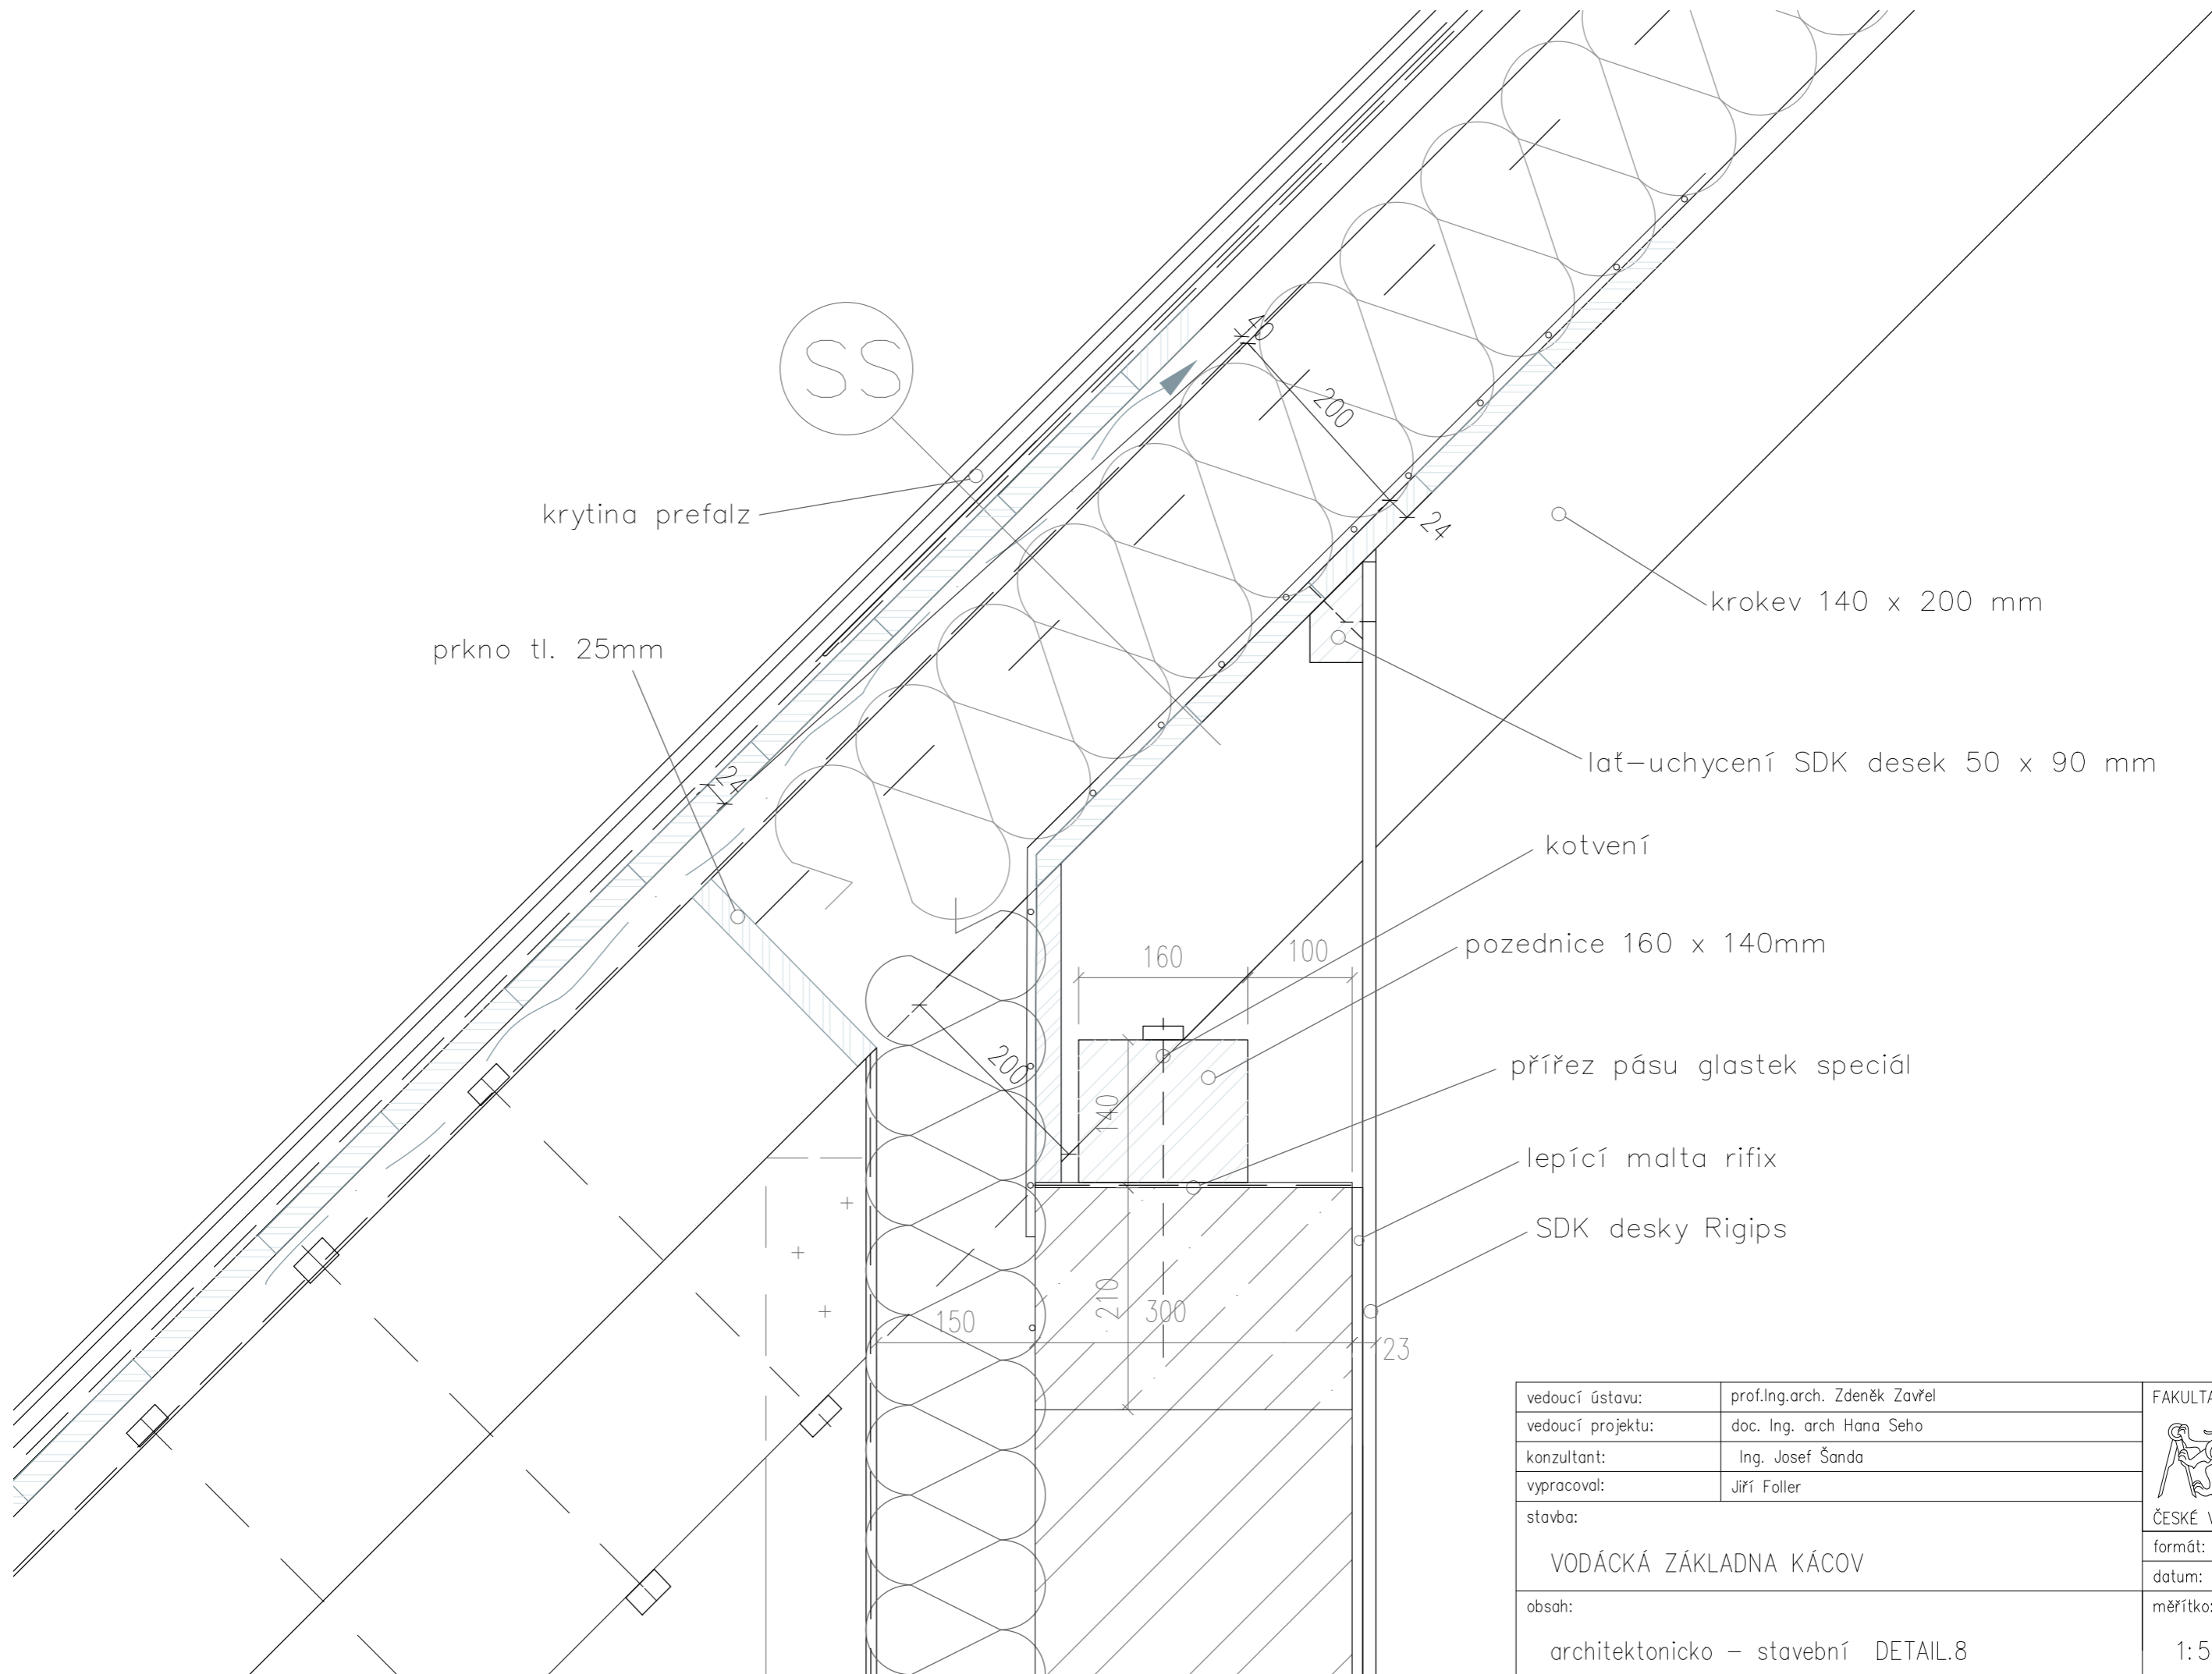 SS
40
200
24
krytina prefalz
krokev 140 x 200 mm
prkno tl. 25mm
24
lať-uchycení SDK desek 50 x 90 mm
kotvení
160
100
pozednice 160 x 140mm
200
140
přířez pásu glastek speciál
lepící malta rifix
SDK desky Rigips
210
300
150
23
vedoucí ústavu: prof.Ing.arch. Zdeněk Zavřel
vedoucí projektu: doc. Ing. arch Hana Seho
konzultant: Ing. Josef Šanda
vypracoval: Jiří Foller
stavba:
VODÁCKÁ ZÁKLADNA KÁCOV
obsah:
architektonicko – stavební DETAIL.8
ČESKÉ
formát:
datum:
měřítko:
1:5